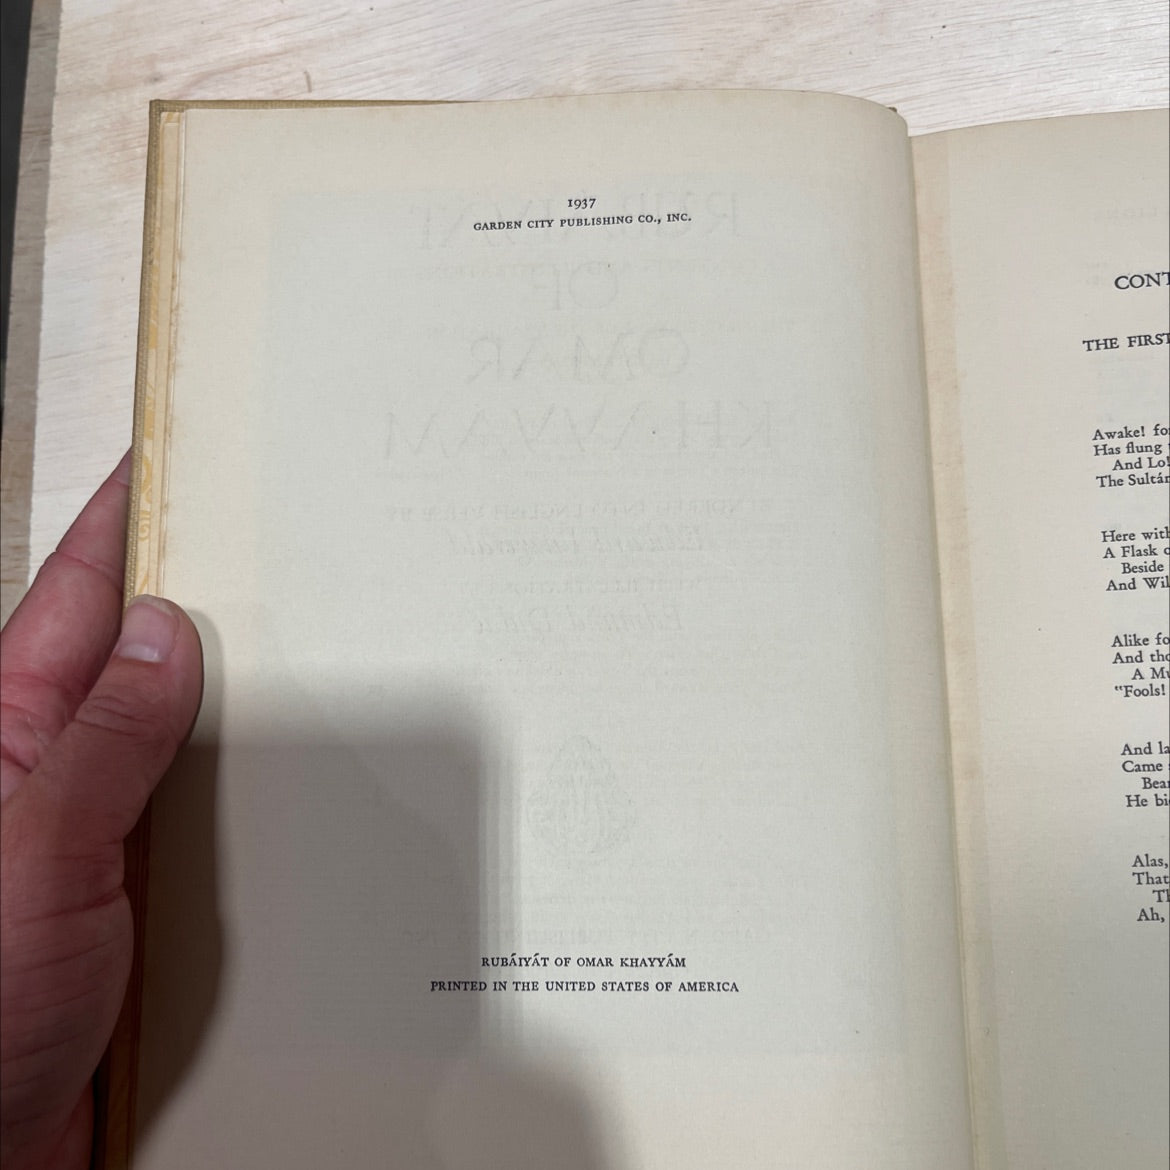 1937
GARDEN CITY PUBLISHING CO., INC.
RUBÁIYÁT OF OMAR KHAYYÁM
PRINTED IN THE UNITED STATES OF AMERICA
CONT
THE FIRST
Awake! fo
Has flung
And Lo!
The Sultán
Here with
A Flask o
Beside
And Wil
Alike fo
And tho
A Mu
"Fools!
And la
Came
Bear
He bi
Alas,
That
Th
Ah,